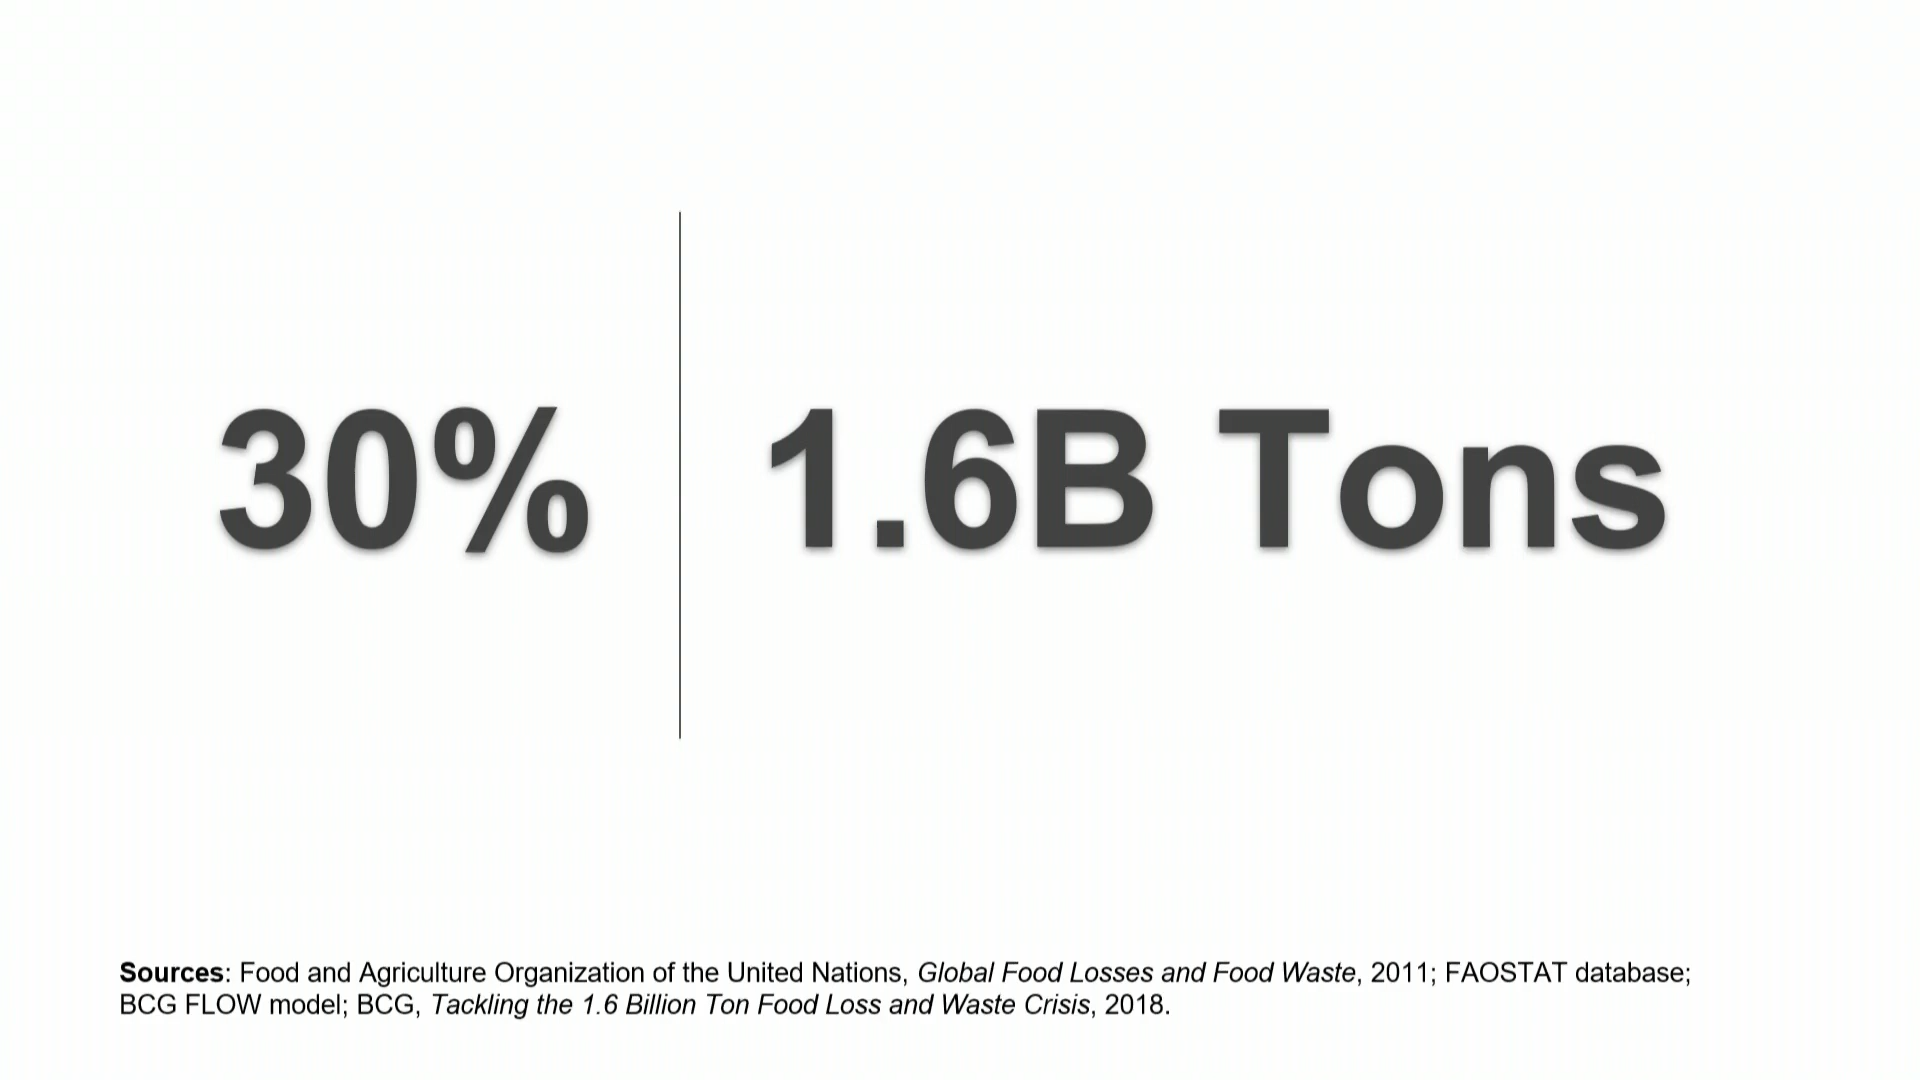 30%
1.6B Tons
Sources: Food and Agriculture Organization of the United Nations, Global Food Losses and Food Waste, 2011; FAOSTAT database;
BCG FLOW model; BCG, Tackling the 1.6 Billion Ton Food Loss and Waste Crisis, 2018.